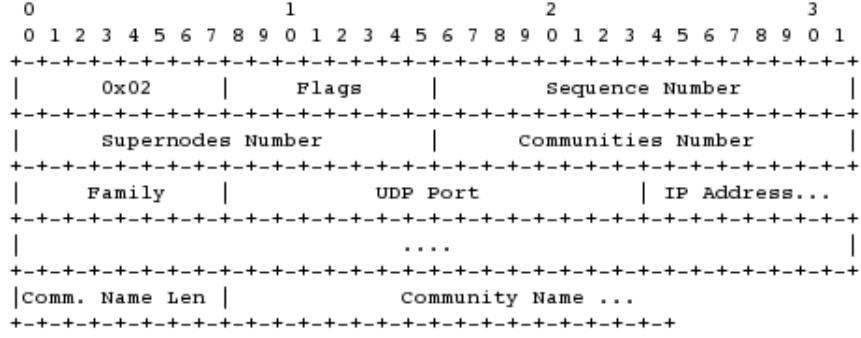 0                   1                   2                   3
 0 1 2 3 4 5 6 7 8 9 0 1 2 3 4 5 6 7 8 9 0 1 2 3 4 5 6 7 8 9 0 1
+-+-+-+-+-+-+-+-+-+-+-+-+-+-+-+-+-+-+-+-+-+-+-+-+-+-+-+-+-+-+-+-+
|      0x02     |     Flags     |        Sequence Number        |
+-+-+-+-+-+-+-+-+-+-+-+-+-+-+-+-+-+-+-+-+-+-+-+-+-+-+-+-+-+-+-+-+
|      Supernodes Number        |      Communities Number       |
+-+-+-+-+-+-+-+-+-+-+-+-+-+-+-+-+-+-+-+-+-+-+-+-+-+-+-+-+-+-+-+-+
|     Family    |           UDP Port            | IP Address...
+-+-+-+-+-+-+-+-+-+-+-+-+-+-+-+-+-+-+-+-+-+-+-+-+-+-+-+-+-+-+-+-+
|                             ....                              |
+-+-+-+-+-+-+-+-+-+-+-+-+-+-+-+-+-+-+-+-+-+-+-+-+-+-+-+-+-+-+-+-+
|Comm. Name Len |             Community Name ...
+-+-+-+-+-+-+-+-+-+-+-+-+-+-+-+-+-+-+-+-+-+-+-+-+-+